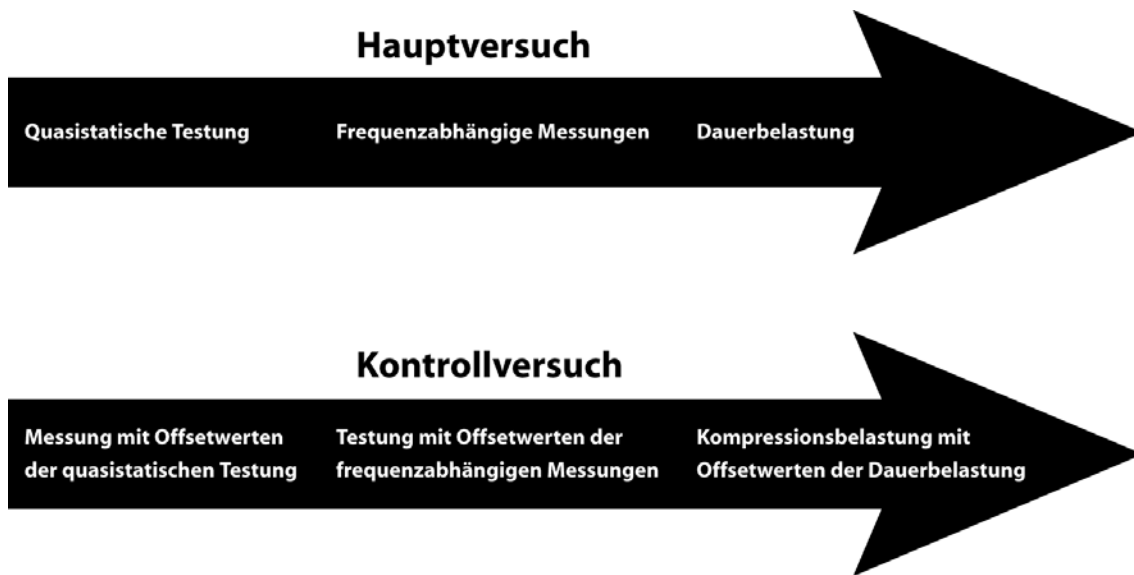 Hauptversuch
Quasistatische Testung
Frequenzabhängige Messungen
Dauerbelastung
Kontrollversuch
Messung mit Offsetwerten
der quasistatischen Testung
Testung mit Offsetwerten der
frequenzabhängigen Messungen
Kompressionsbelastung mit
Offsetwerten der Dauerbelastung